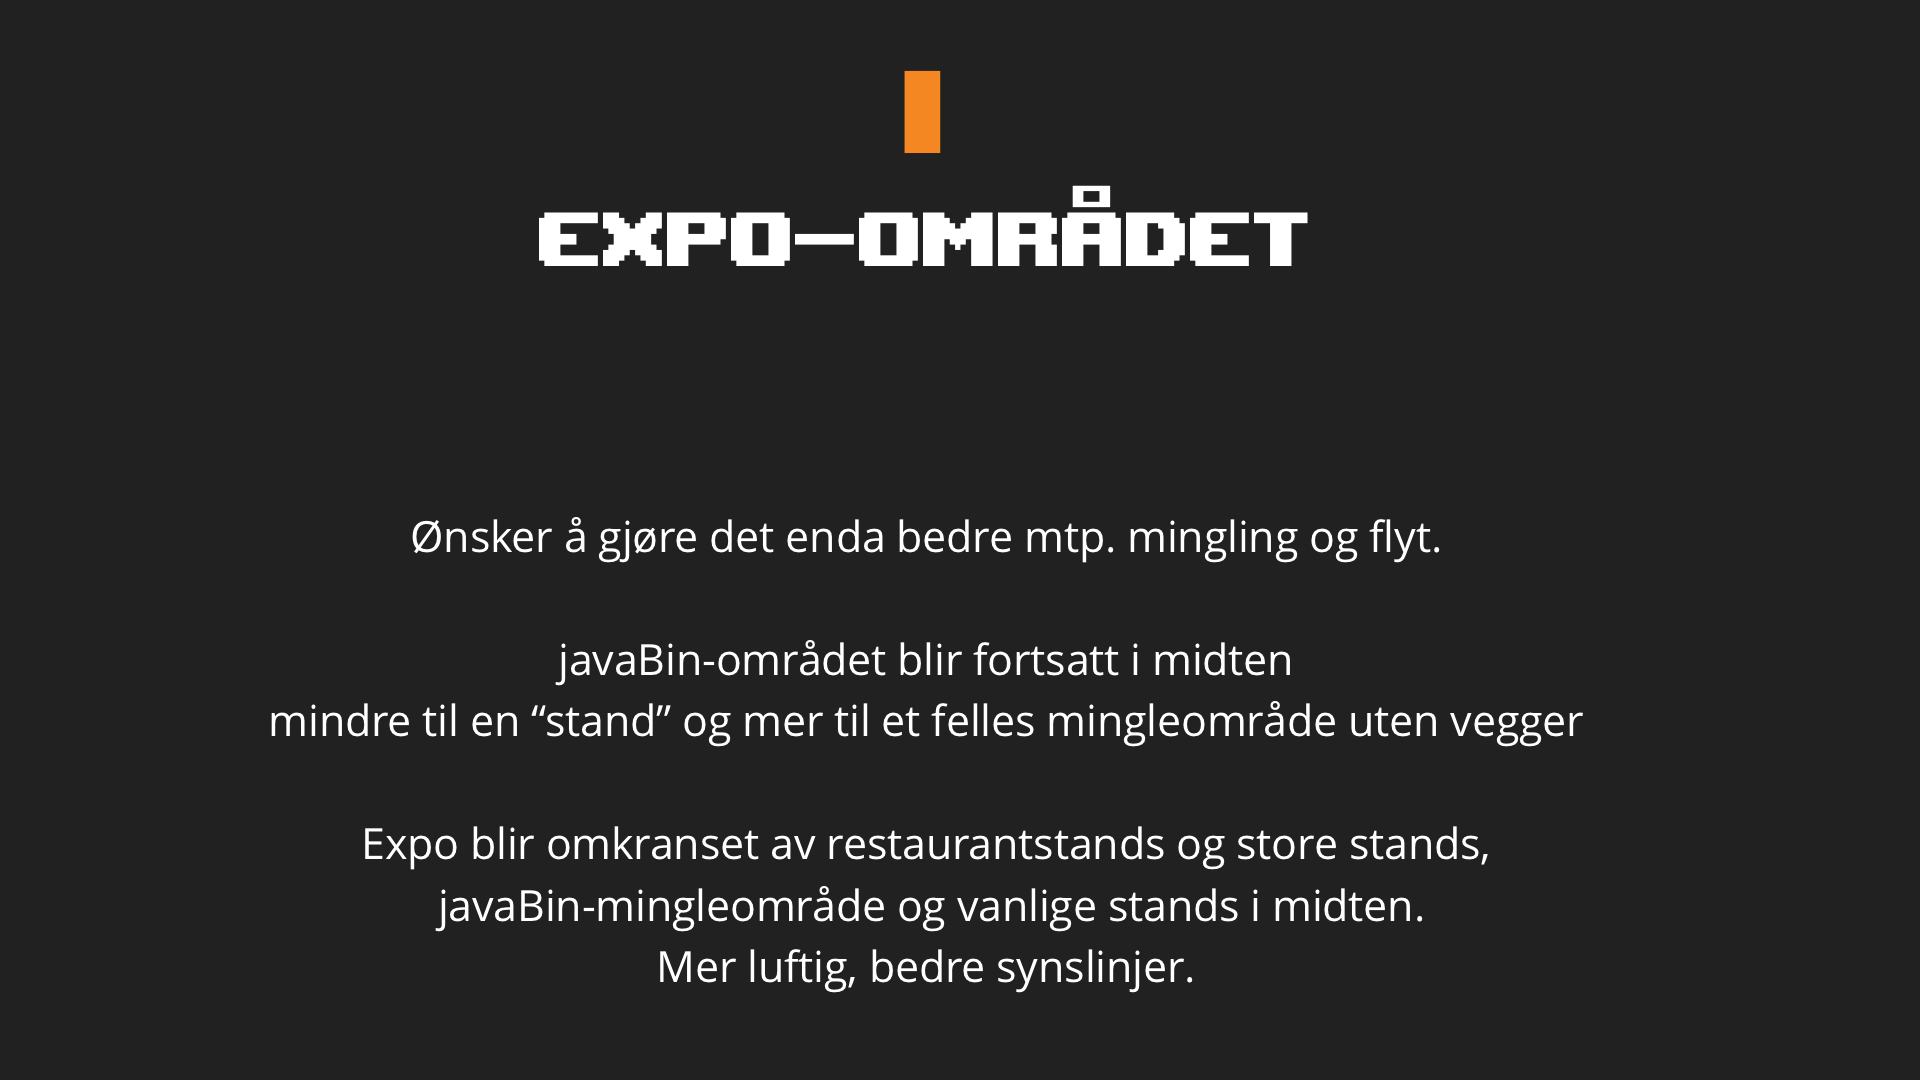 EXPO-OMRÅDET
Ønsker å gjøre det enda bedre mtp. mingling og flyt.
javaBin-området blir fortsatt i midten
mindre til en “stand” og mer til et felles mingleområde uten vegger
Expo blir omkranset av restaurantstands og store stands,
javaBin-mingleområde og vanlige stands i midten.
Mer luftig, bedre synslinjer.